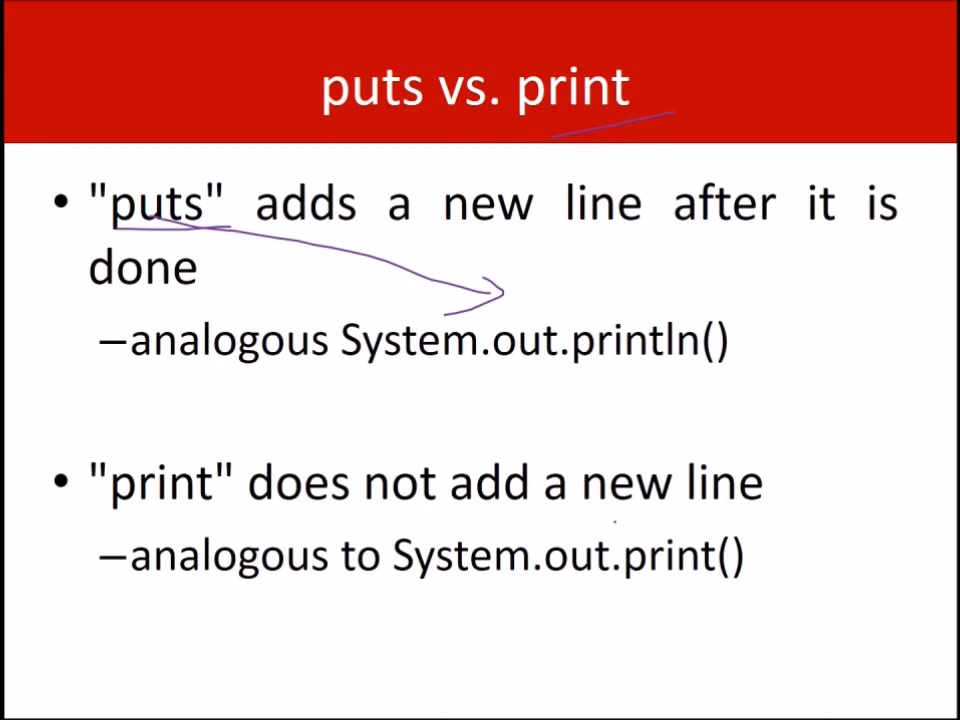 puts vs. print
• "puts" adds a new line after it is
done
–analogous System.out.println()
• "print" does not add a new line
–analogous to System.out.print()